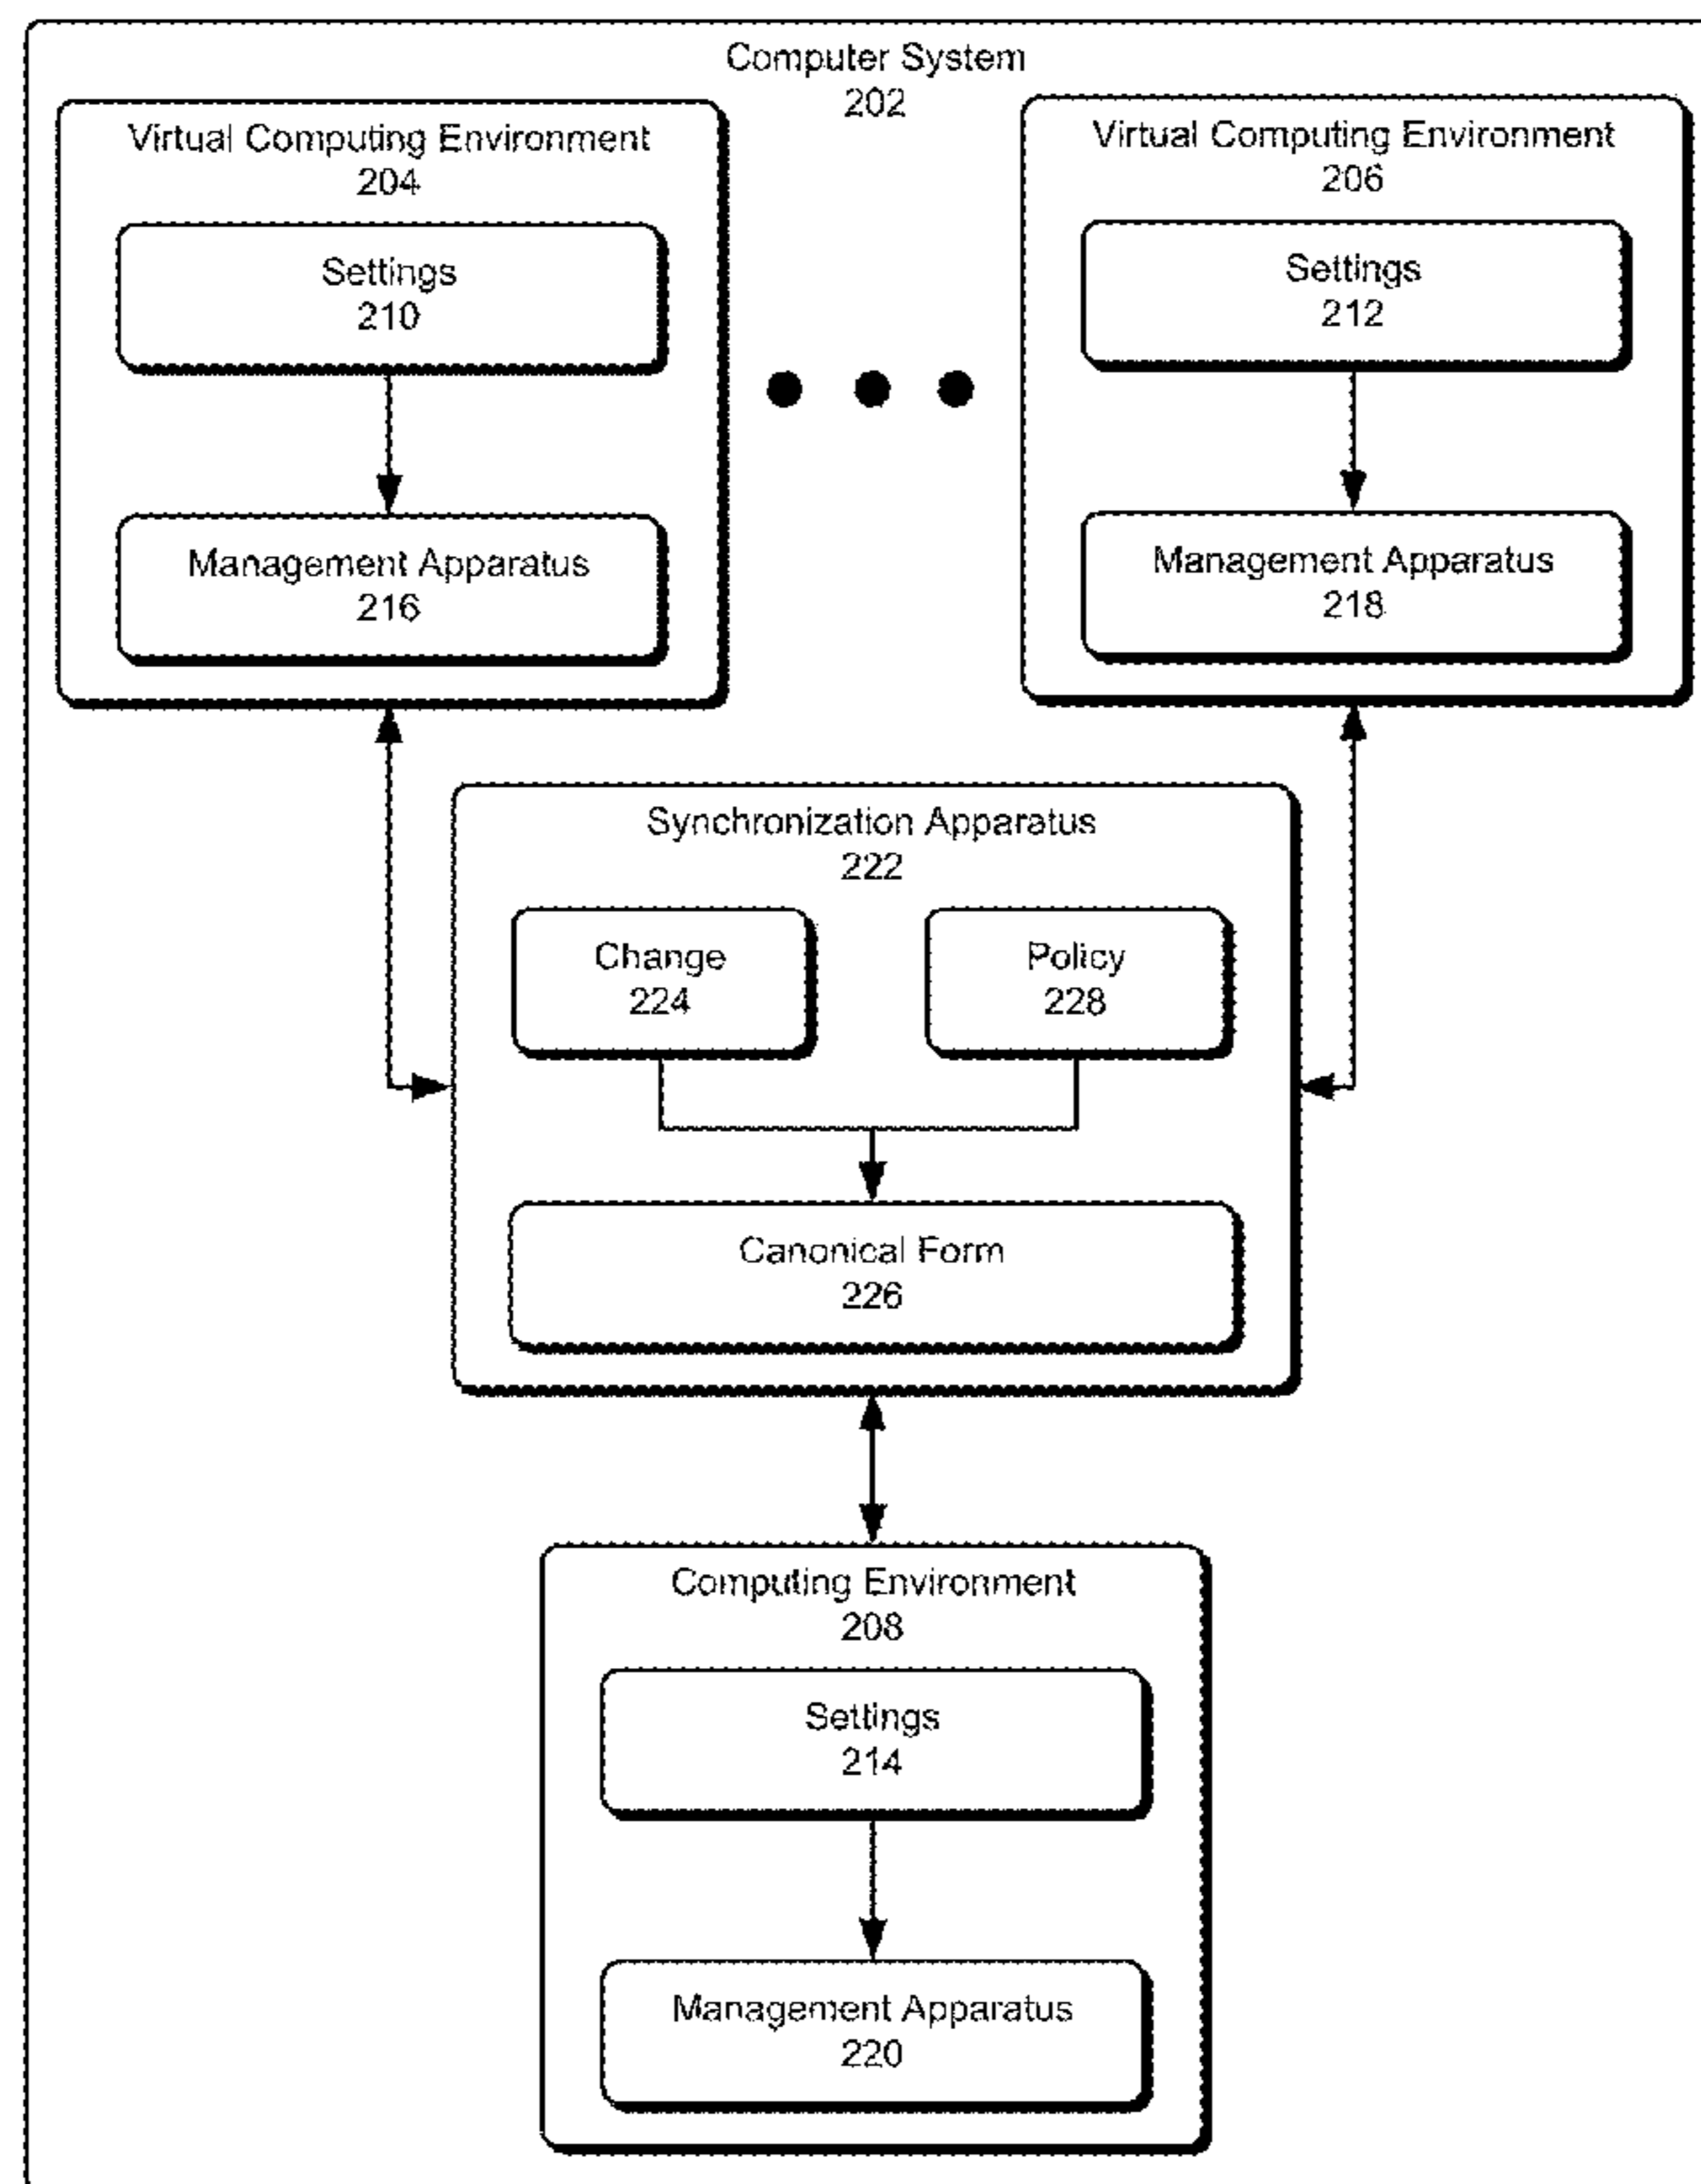 Computer System
202
Virtual Computing Environment
204
Settings
210
Management Apparatus
216
Virtual Computing Environment
206
Settings
212
Management Apparatus
218
Synchronization Apparatus
222
Change
224
Policy
228
Canonical Form
226
Computing Environment
208
Settings
214
Management Apparatus
220